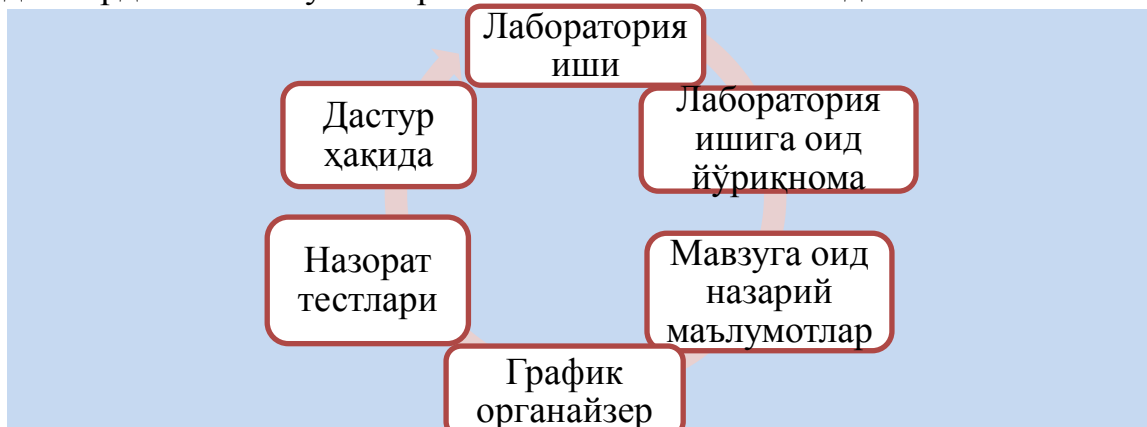 Лаборатория
иши
Лаборатория
ишига оид
йўриқнома
Мавзуга оид
назарий
маълумотлар
График
органайзер
Назорат
тестлари
Дастур
ҳақида